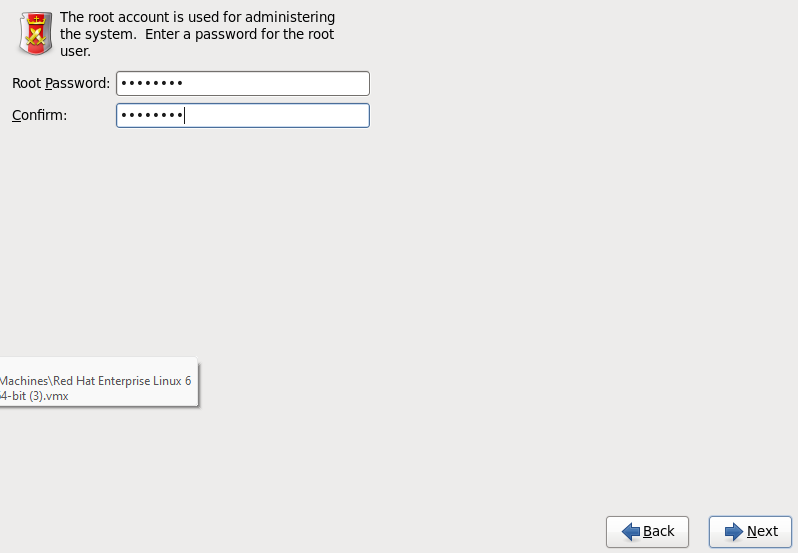 The root account is used for administering
the system.  Enter a password for the root
user.
Root Password: ••••••••
Confirm: ••••••••
Machines\Red Hat Enterprise Linux 6
4-bit (3).vmx
Back Next